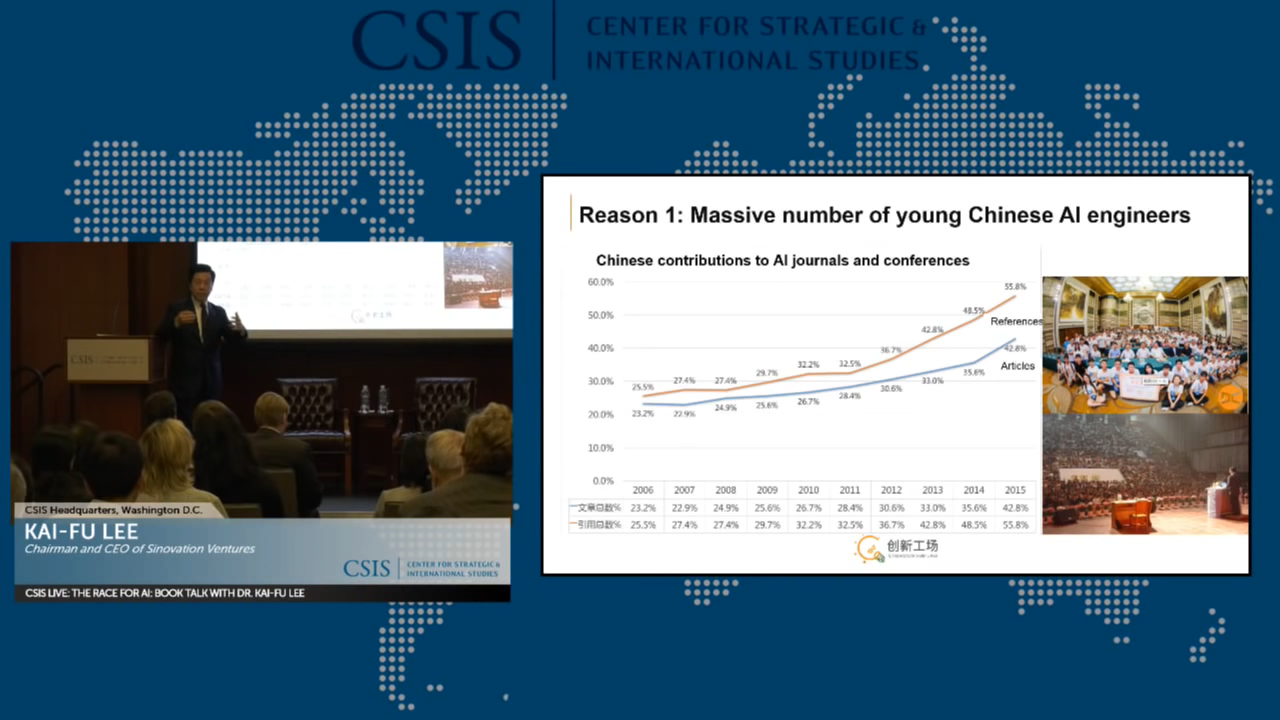 CSIS
CENTER FOR STRATEGIC &
INTERNATIONAL STUDIES
CSIS
CSIS Headquarters, Washington D.C.
KAI-FU LEE
Chairman and CEO of Sinovation Ventures
CSIS
CENTER FOR STRATEGIC &
INTERNATIONAL STUDIES
CSIS LIVE: THE RACE FOR AI: BOOK TALK WITH DR. KAI-FU LEE
Reason 1: Massive number of young Chinese AI engineers
Chinese contributions to AI journals and conferences
60.0%
50.0%
40.0%
30.0%
20.0%
10.0%
0.0%
25.5% 27.4% 27.4% 29.7% 32.2% 32.5% 36.7% 42.8% 48.5% 55.8%
References
23.2% 22.9% 24.9% 25.6% 26.7% 28.4% 30.6% 33.0% 35.6% 42.8%
Articles
2006 2007 2008 2009 2010 2011 2012 2013 2014 2015
文章总数% 23.2% 22.9% 24.9% 25.6% 26.7% 28.4% 30.6% 33.0% 35.6% 42.8%
引用总数% 25.5% 27.4% 27.4% 29.7% 32.2% 32.5% 36.7% 42.8% 48.5% 55.8%
创新工场